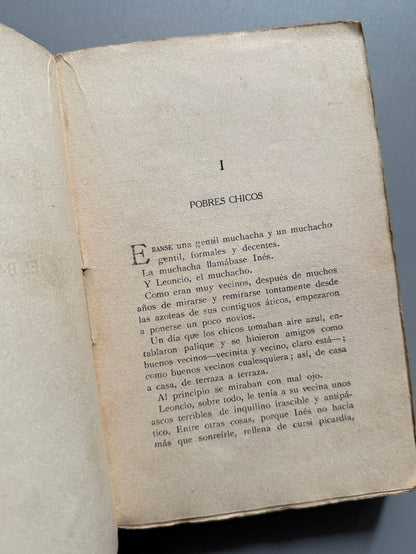 I
POBRES CHICOS
ERANSE una gentil muchacha y un muchacho
gentil, formales y decentes.
La muchacha llamábase Inés.
Y Leoncio, el muchacho.
Como eran muy vecinos, después de muchos
años de mirarse y remirarse tontamente desde
las azoteas de sus contiguos áticos, empezaron
a ponerse un poco novios.
Un día que los chicos tomaban aire azul, en-
tablaron palique y se hicieron amigos como
buenos vecinos—vecinita y vecino, claro está—;
como buenos vecinos cualesquiera; así, de casa
a casa, de terraza a terraza.
Al principio se miraban con mal ojo.
Leoncio, sobre todo, le tenía a su vecina unos
ascos terribles de inquilino irascible y antipá-
tico. Entre otras cosas, porque Inés no hacía
más que sonreírle, rellena de cursi picardía,